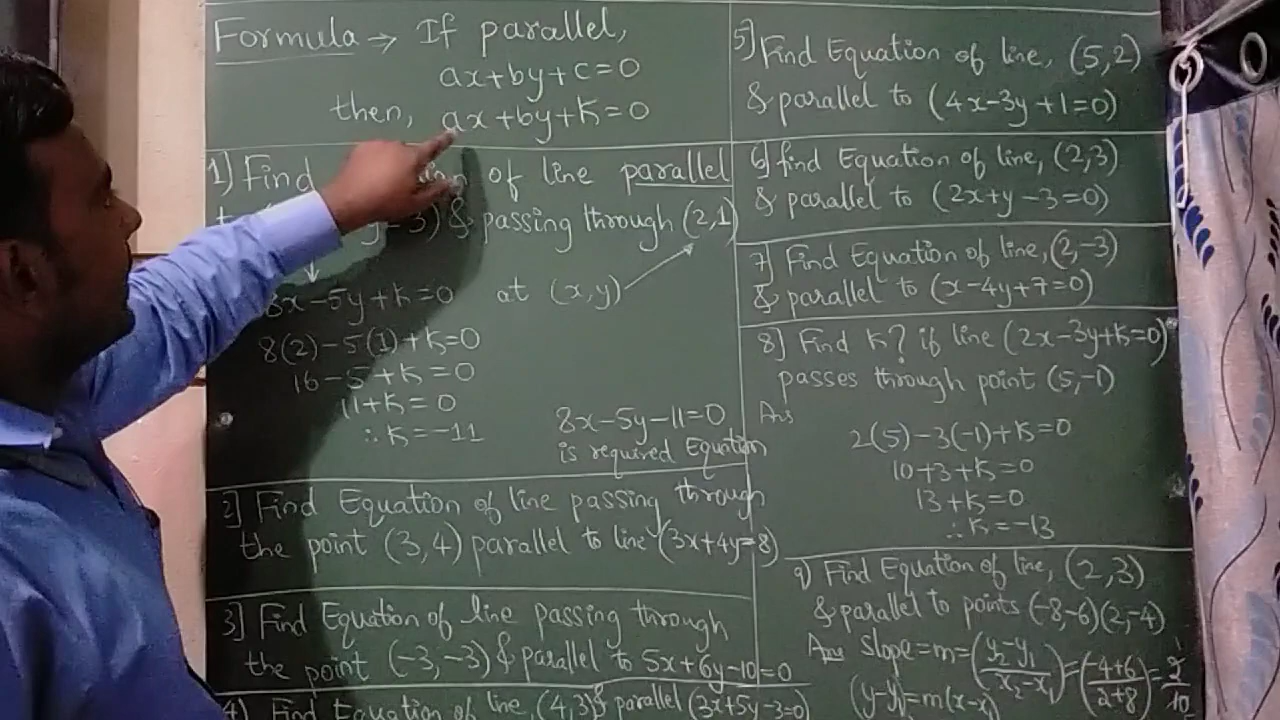 Formula → If parallel,
ax+by+c=0
then, ax+by+K=0
1) Find of line parallel
y-3) & passing through (2,1)
8x-5y+K=0 at (x,y)
8(2)-5(1)+K=0
16-5+K=0
11+K=0
∴ K=-11
8x-5y-11=0
is required Equation
2] Find Equation of line passing through
the point (3,4) parallel to line (3x+4y=8)
3] Find Equation of line passing through
the point (-3,-3) & parallel to 5x+6y-10=0
4) Find Equation of line, (4,3) & parallel (3x+5y-3=0)
5] Find Equation of line, (5,2)
& parallel to (4x-3y+1=0)
6] find Equation of line, (2,3)
& parallel to (2x+y-3=0)
7] Find Equation of line, (2,-3)
& parallel to (x-4y+7=0)
8] Find K? if line (2x-3y+K=0)
passes through point (5,-1)
Ans
2(5)-3(-1)+K=0
10+3+K=0
13+K=0
∴ K=-13
9) Find Equation of line, (2,3)
& parallel to points (-8,-6)(2,-4)
Ans slope=m=(y₂-y₁/x₂-x₁)=(-4+6/2+8)=2/10
(y-y₁)=m(x-x₁)